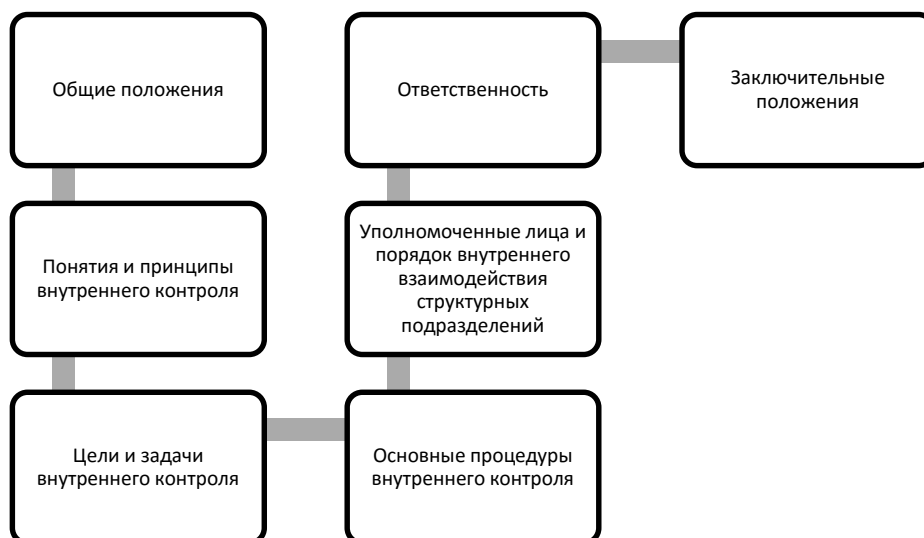 Общие положения
Понятия и принципы
внутреннего контроля
Цели и задачи
внутреннего контроля
Основные процедуры
внутреннего контроля
Уполномоченные лица и
порядок внутреннего
взаимодействия
структурных
подразделений
Ответственность
Заключительные
положения